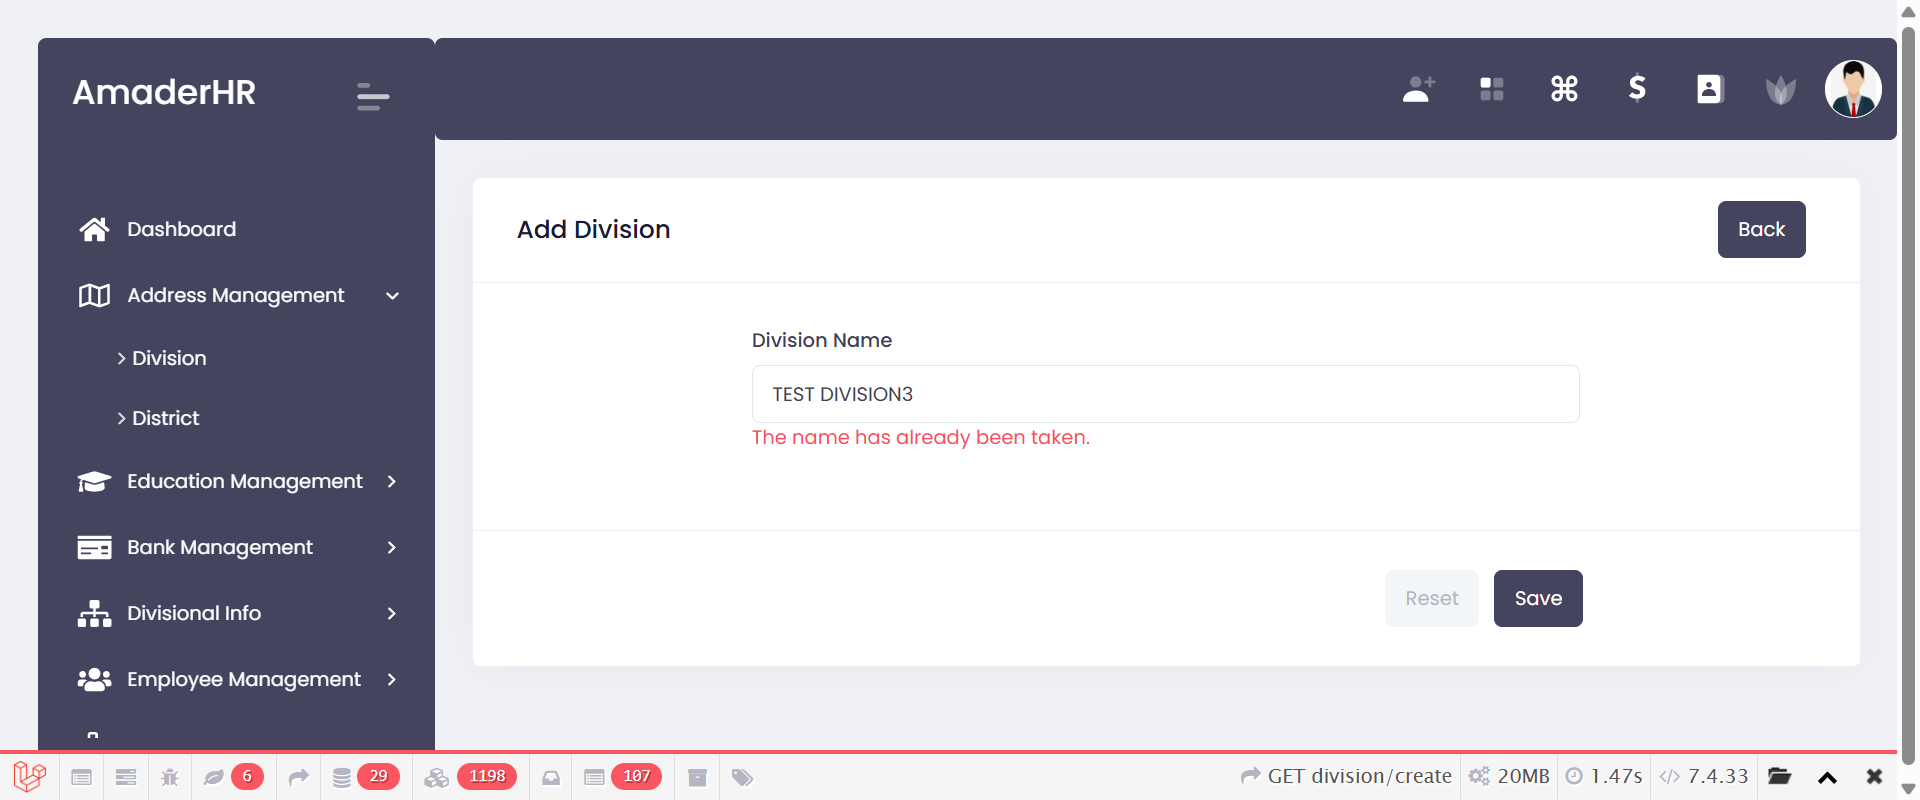 AmaderHR
Dashboard
Address Management
Division
District
Education Management
Bank Management
Divisional Info
Employee Management
Add Division
Back
Division Name
TEST DIVISION3
The name has already been taken.
Reset
Save
6
29
1198
107
GET division/create
20MB
1.47s
7.4.33